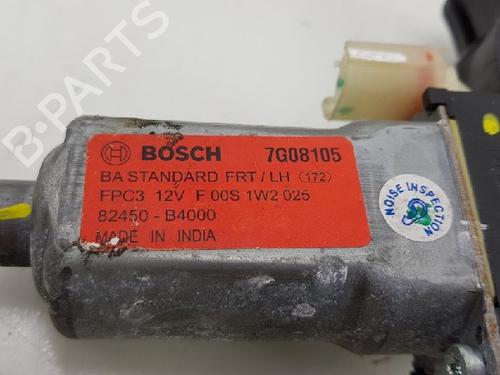 B-PARTS
BOSCH 7G08105
BA STANDARD FRT / LH (172)
FPC3 12V F 00S 1W2 025
82450 - B4000
MADE IN INDIA
NOISE INSPECTION